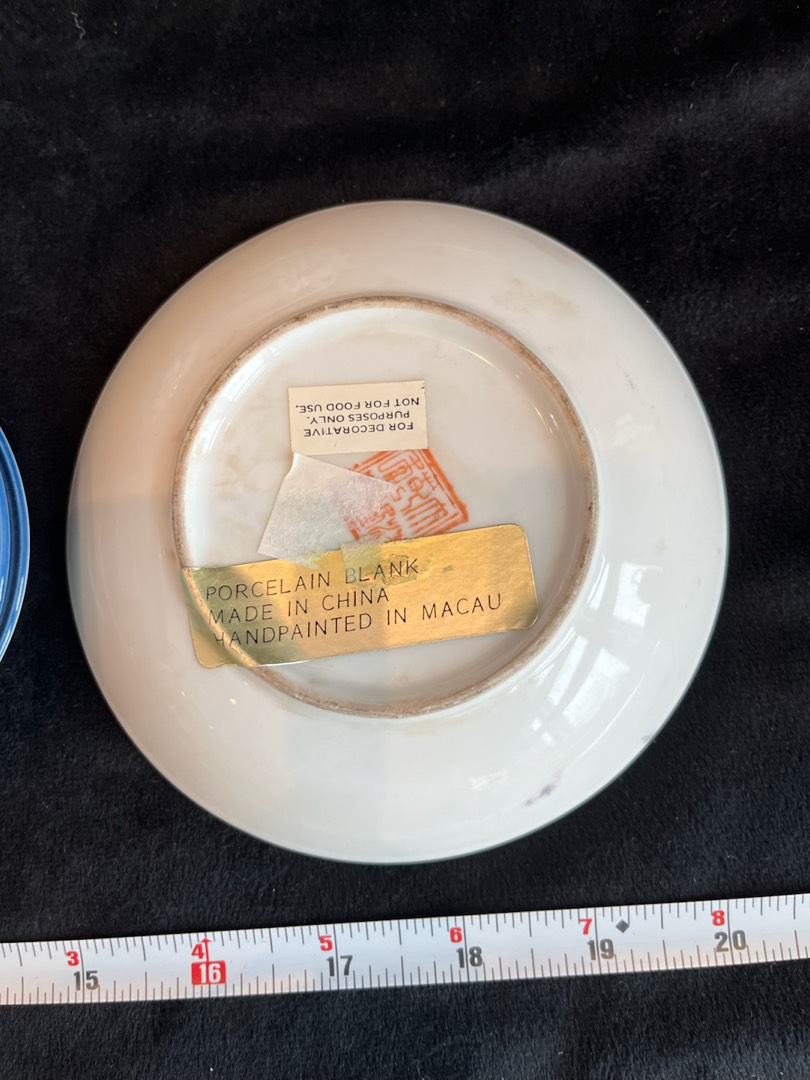 FOR DECORATIVE
PURPOSES ONLY.
NOT FOR FOOD USE.
PORCELAIN BLANK
MADE IN CHINA
HANDPAINTED IN MACAU
3 4 5 6 7 8
15 16 17 18 19 20